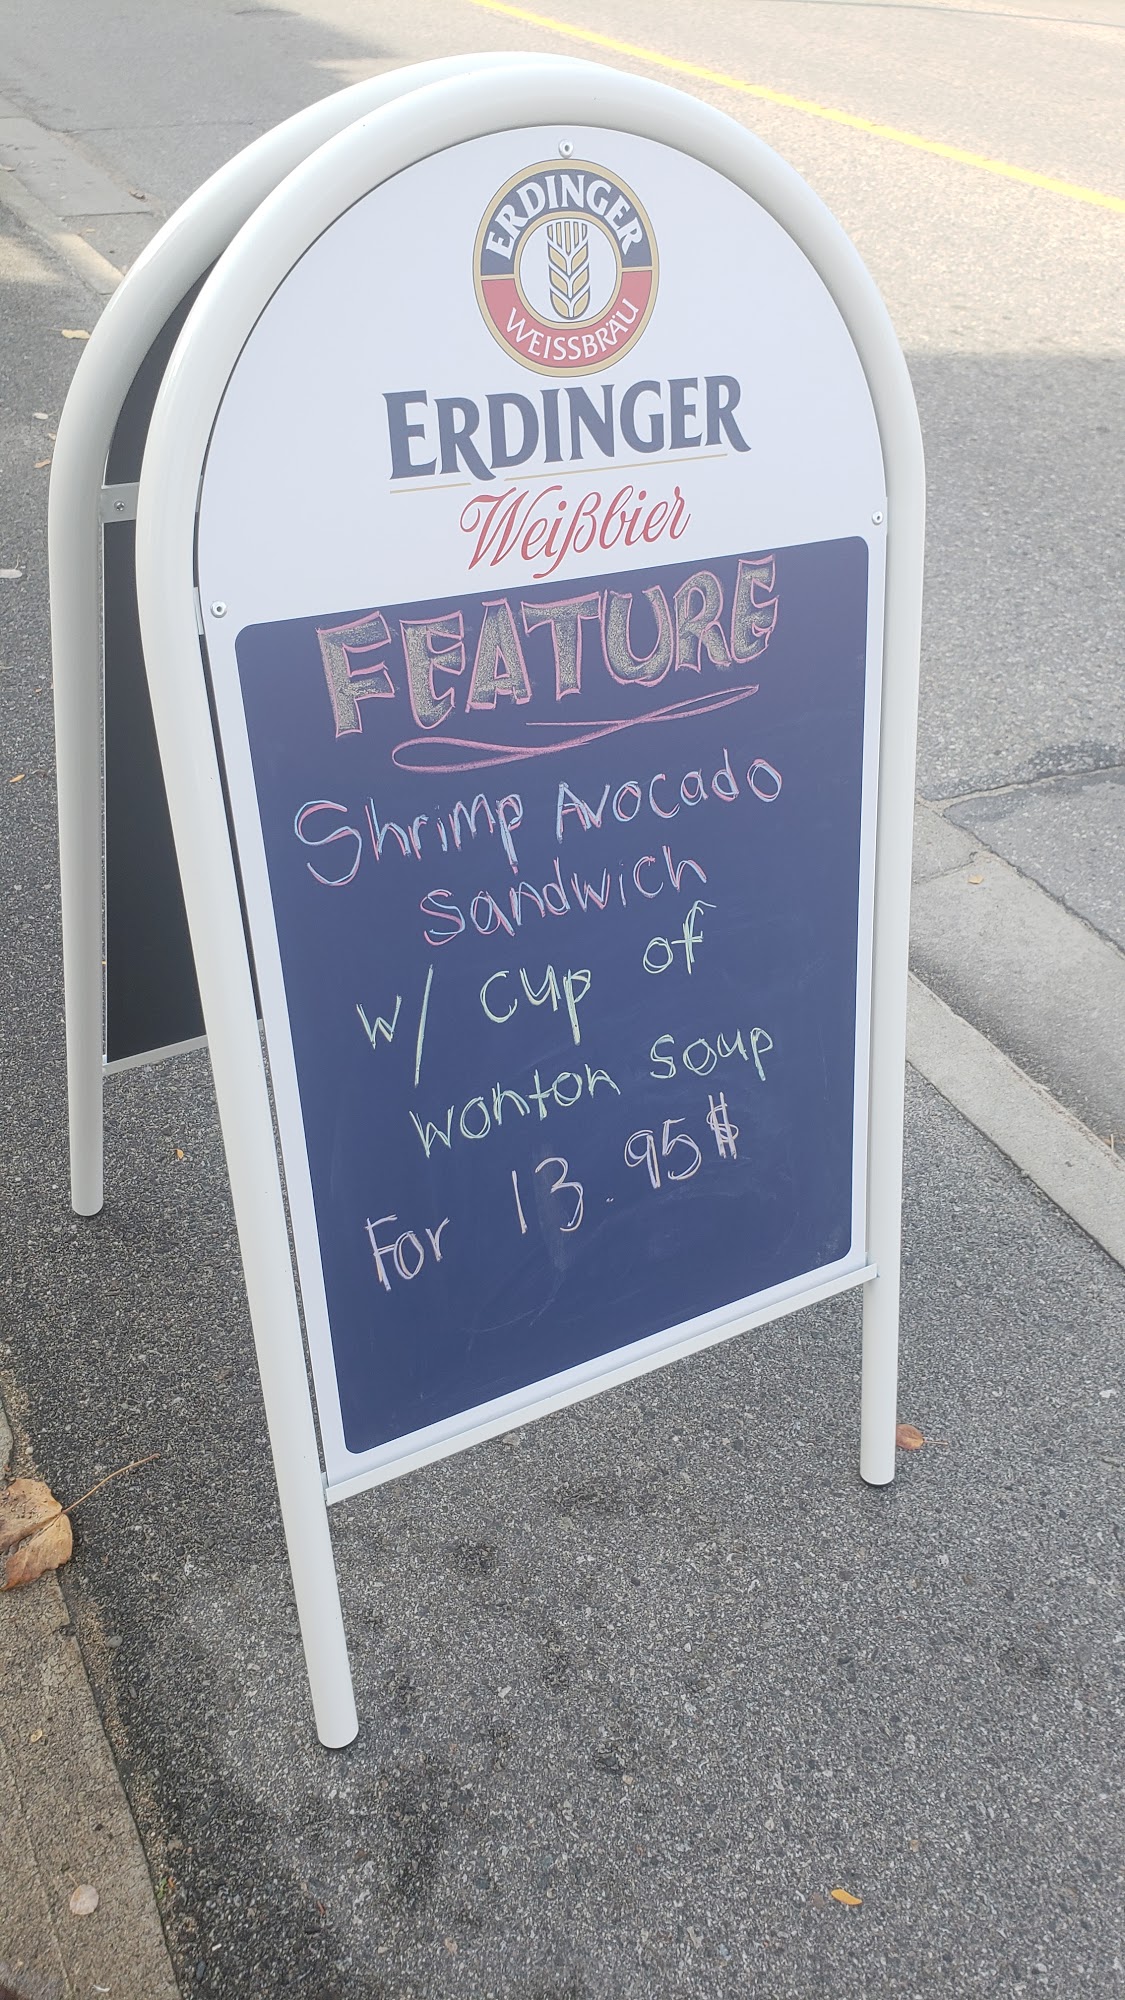 ERDINGER
WEISSBRÄU
ERDINGER
Weißbier
FEATURE
Shrimp Avocado
Sandwich
w/ cup of
wonton soup
For 13.95$